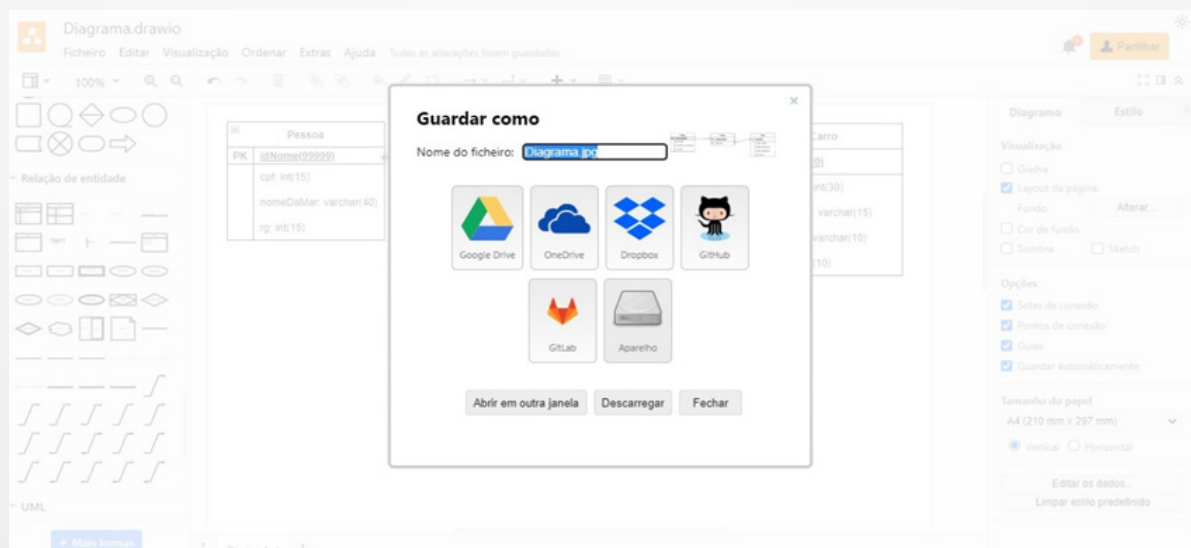 Diagrama.drawio
Ficheiro Editar Visualização Ordenar Extras Ajuda Todas as alterações foram guardadas
Partilhar
100%
Relação de entidade
UML
+ Mais formas
Pessoa
PK idNome(99999)
cpf: int(15)
nomeDaMar: varchar(40)
rg: int(15)
Guardar como
Nome do ficheiro: Diagrama.jpg
Google Drive OneDrive Dropbox GitHub
GitLab Aparelho
Abrir em outra janela Descarregar Fechar
Carro
int(30)
varchar(15)
varchar(10)
(10)
Diagrama Estilo
Visualização
Grelha
Layout da página
Fundo Alterar...
Cor de fundo
Sombra Sketch
Opções
Setas de conexão
Pontos de conexão
Guias
Guardar automáticamente
Tamanho do papel
A4 (210 mm x 297 mm)
Vertical Horizontal
Editar os dados...
Limpar estilo predefinido